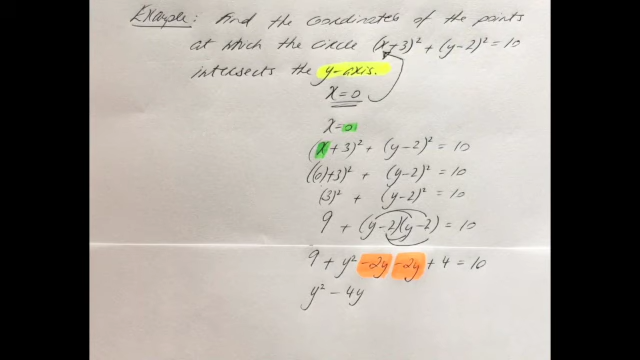 Example: Find the coordinates of the points
at which the circle (x+3)² + (y-2)² = 10
intersects the y-axis.
x = 0
x = 0
(x+3)² + (y-2)² = 10
((0)+3)² + (y-2)² = 10
(3)² + (y-2)² = 10
9 + (y-2)(y-2) = 10
9 + y² -2y -2y + 4 = 10
y² - 4y